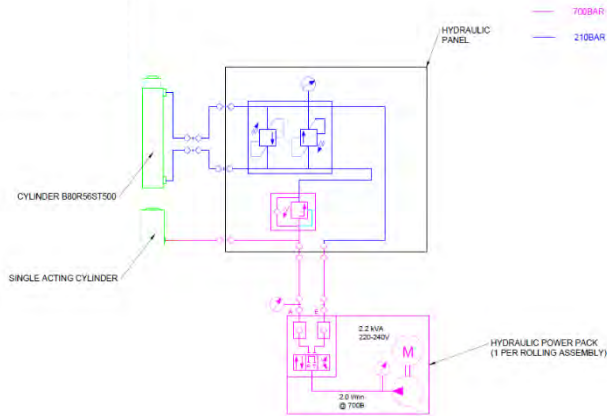 700BAR
210BAR
HYDRAULIC
PANEL
CYLINDER B80R56ST500
SINGLE ACTING CYLINDER
A
B
2.2 kVA
220-240V
M
HYDRAULIC POWER PACK
(1 PER ROLLING ASSEMBLY)
2.0 l/mn
@ 700B